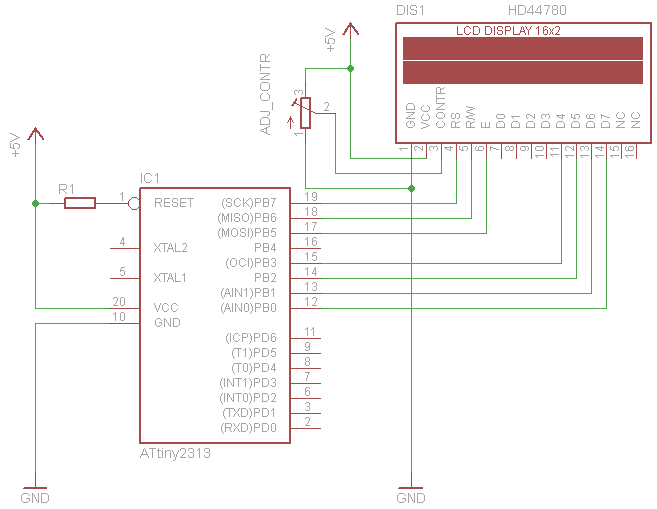 DIS1 HD44780
LCD DISPLAY 16x2
GND VCC CONTR RS R/W E D0 D1 D2 D3 D4 D5 D6 D7 NC NC
1 2 3 4 5 6 7 8 9 10 11 12 13 14 15 16
+5V
ADJ_CONTR
3
2
1
+5V
IC1
R1
1 RESET (SCK)PB7 19
(MISO)PB6 18
(MOSI)PB5 17
4 XTAL2 PB4 16
(OCI)PB3 15
5 XTAL1 PB2 14
(AIN1)PB1 13
20 VCC (AIN0)PB0 12
10 GND
(ICP)PD6 11
(T1)PD5 9
(T0)PD4 8
(INT1)PD3 7
(INT0)PD2 6
(TXD)PD1 3
(RXD)PD0 2
ATtiny2313
GND GND